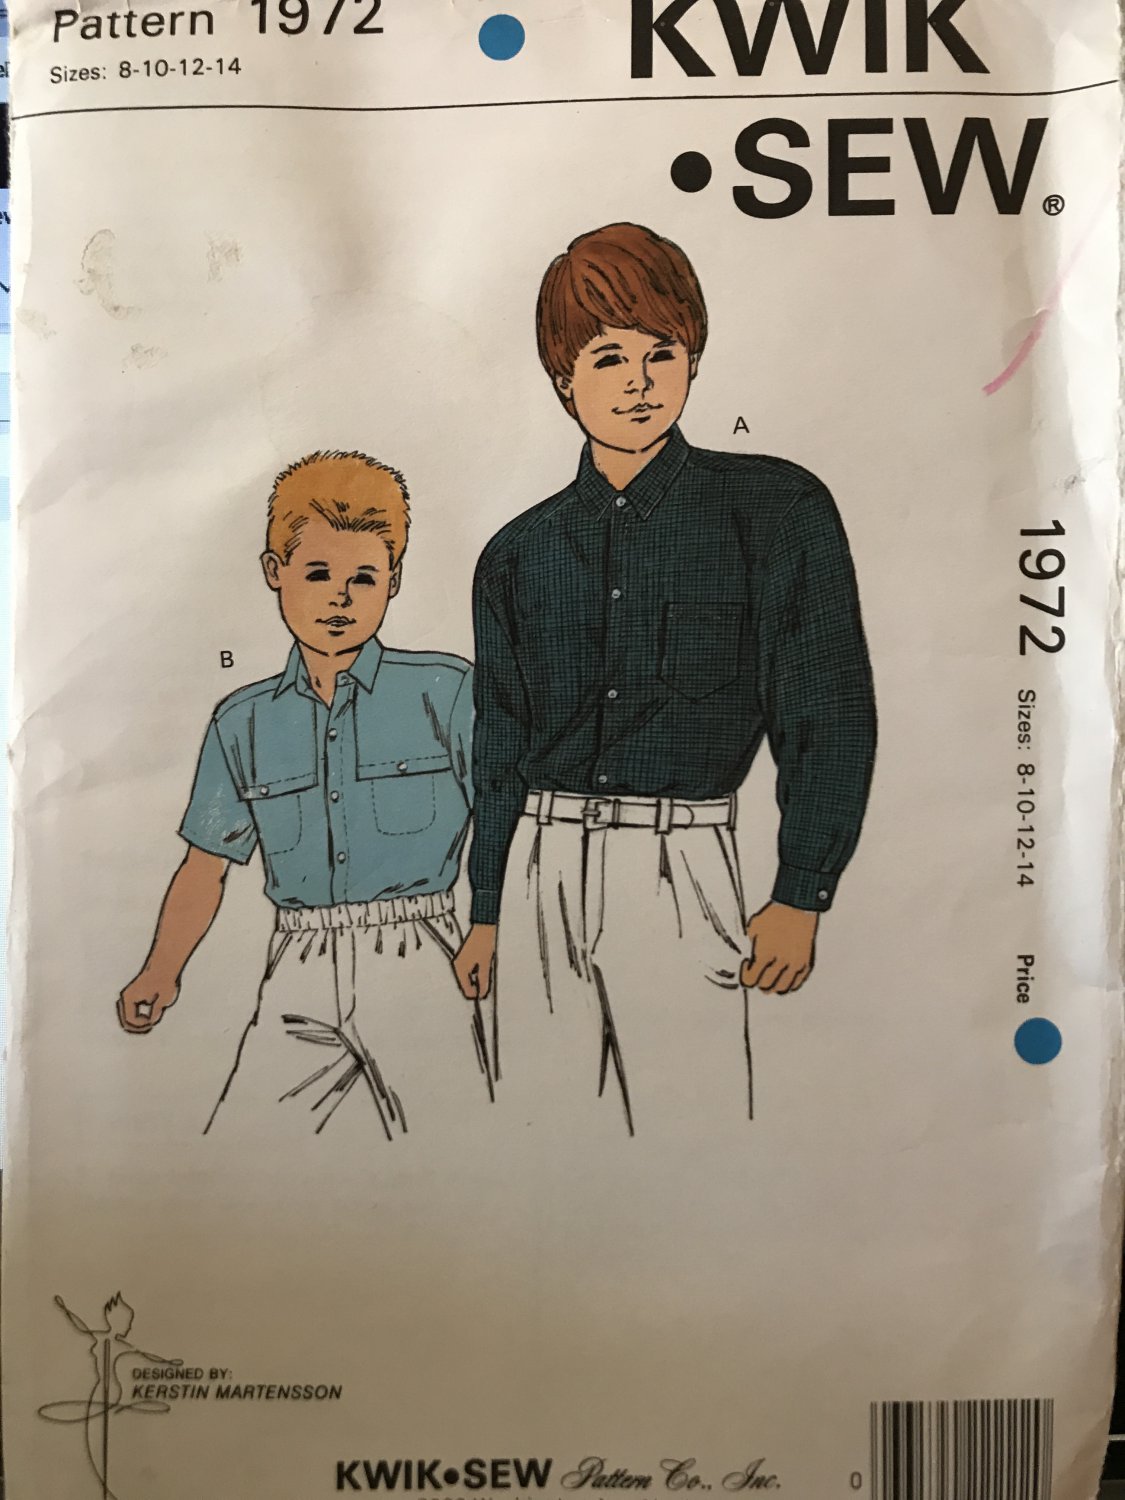 Pattern 1972
Sizes: 8-10-12-14
KWIK
•SEW®
A
B
1972 Sizes: 8-10-12-14 Price
DESIGNED BY:
KERSTIN MARTENSSON
KWIK•SEW Pattern Co., Inc.
0